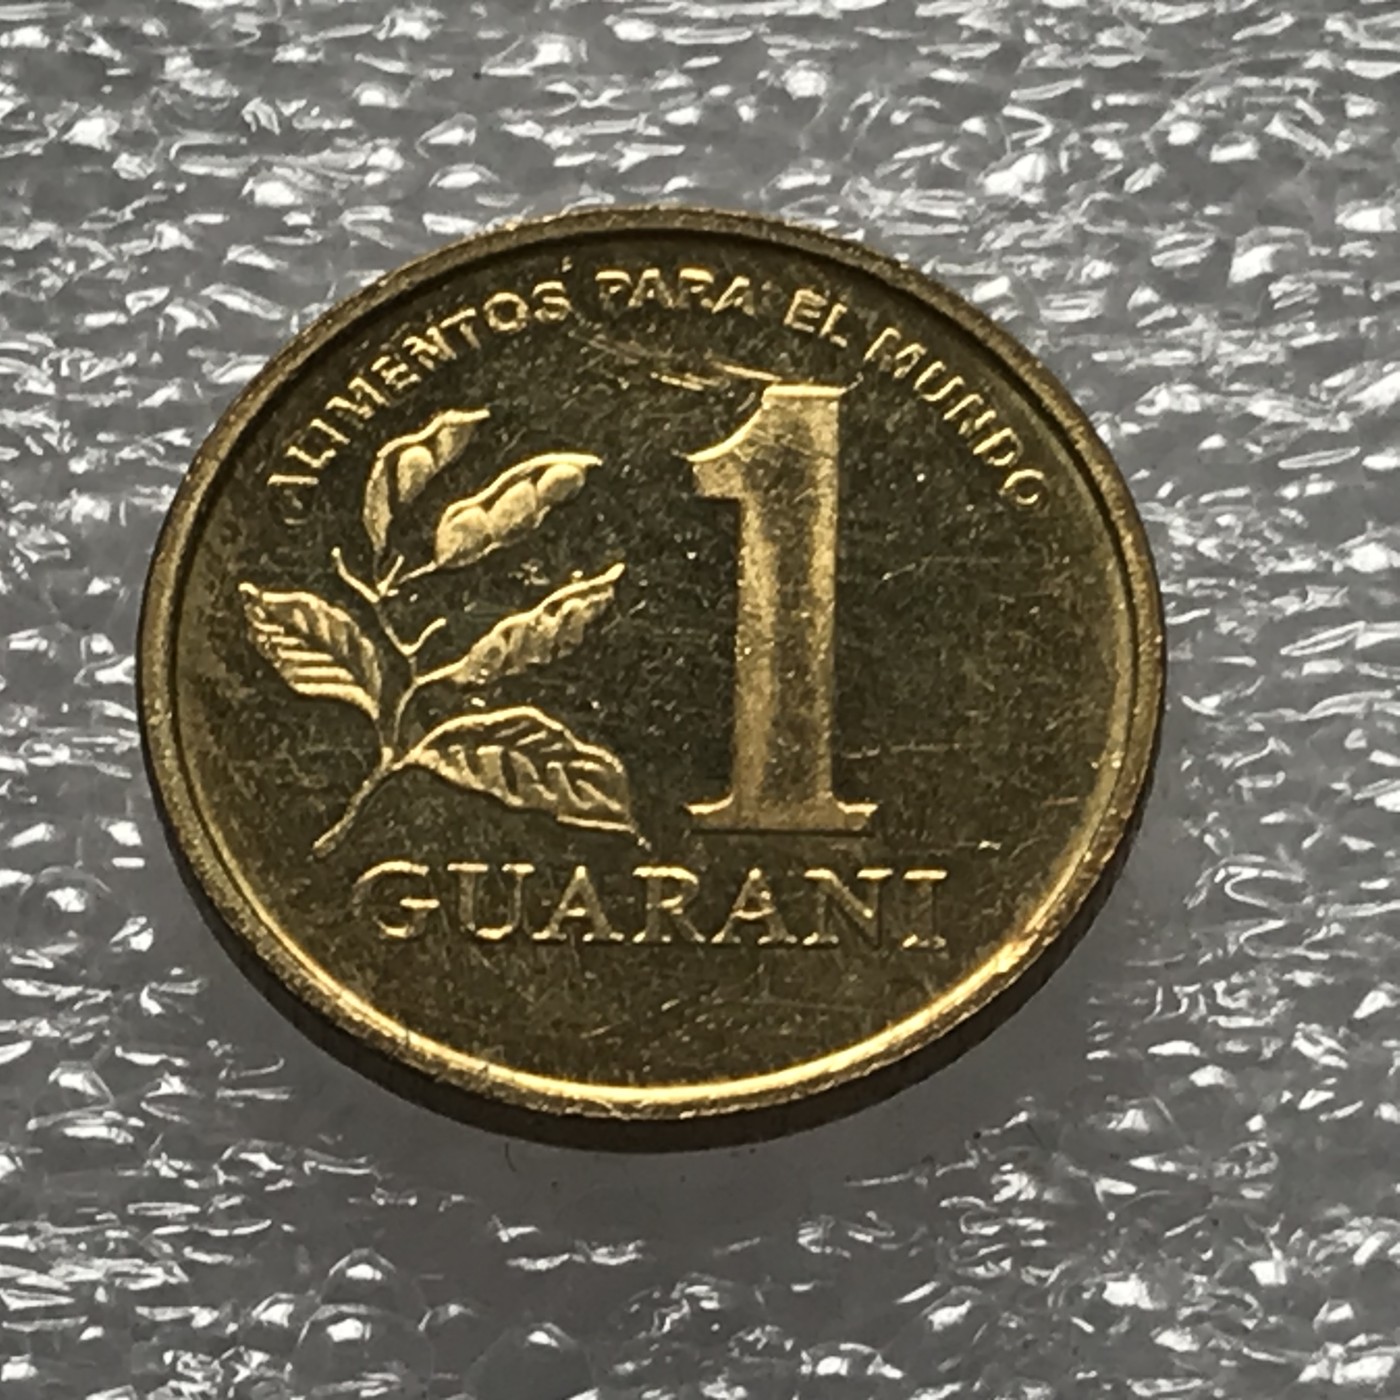 ALIMENTOS PARA EL MUNDO
1
GUARANI